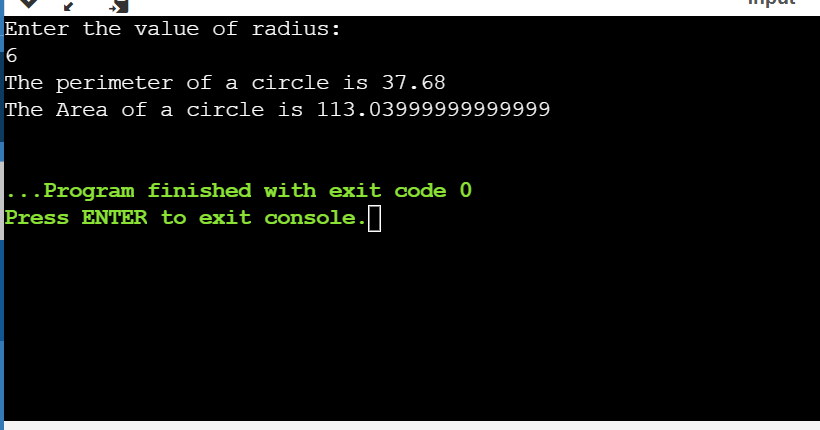 Enter the value of radius:
6
The perimeter of a circle is 37.68
The Area of a circle is 113.03999999999999
...Program finished with exit code 0
Press ENTER to exit console.